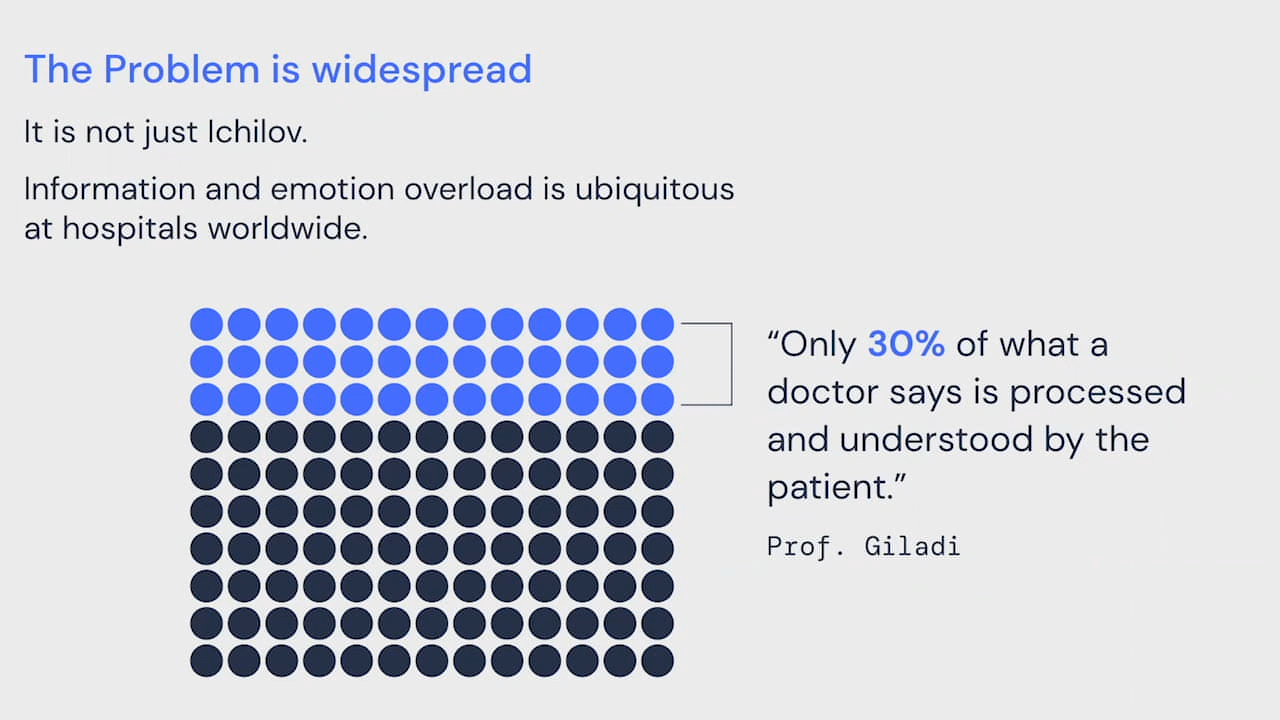 The Problem is widespread
It is not just Ichilov.
Information and emotion overload is ubiquitous
at hospitals worldwide.
“Only 30% of what a
doctor says is processed
and understood by the
patient.”
Prof. Giladi